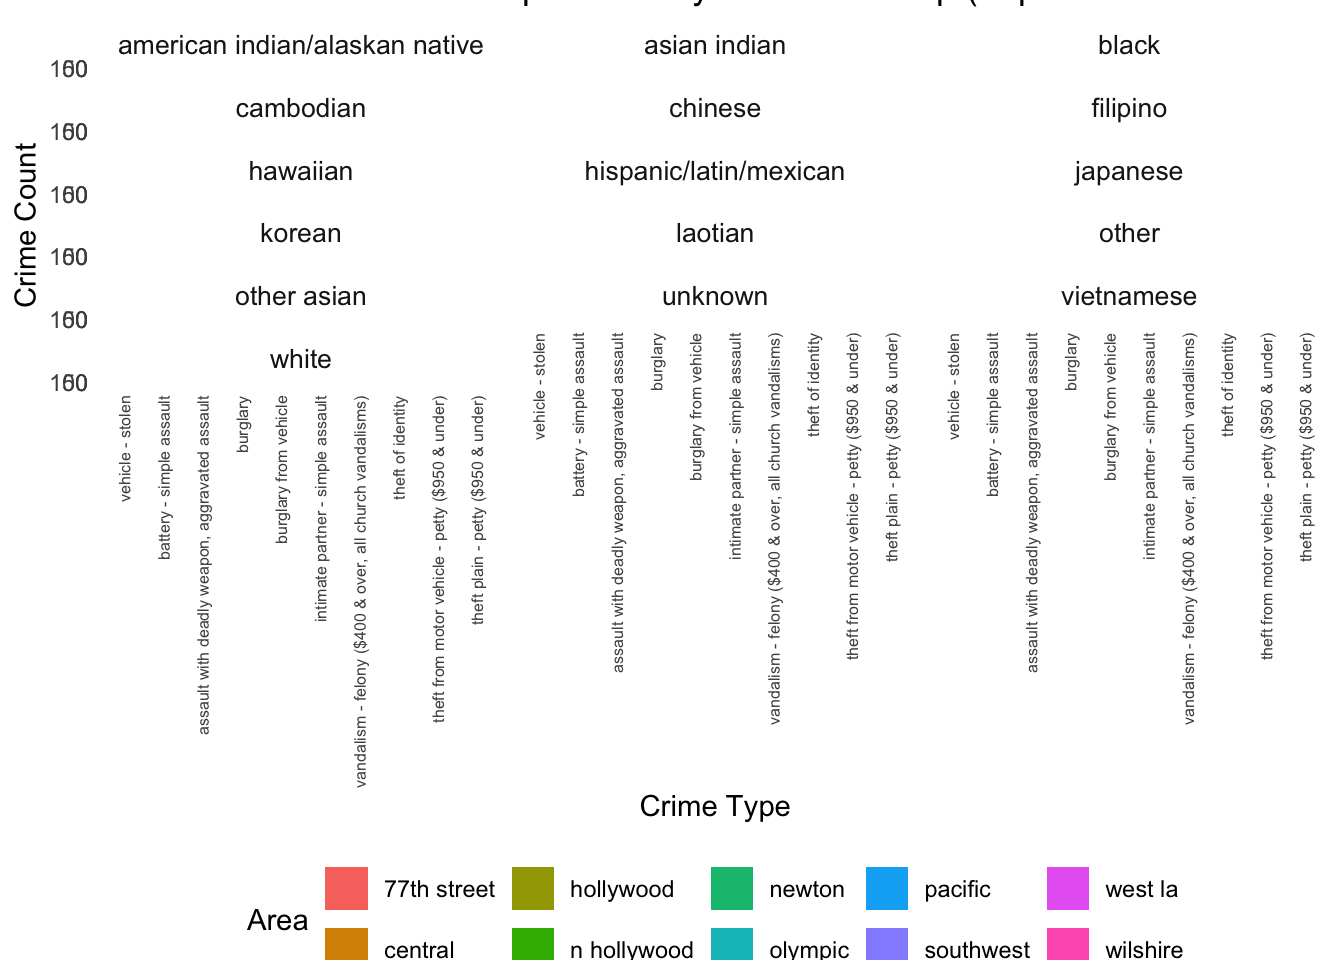 american indian/alaskan native
asian indian
black
cambodian
chinese
filipino
hawaiian
hispanic/latin/mexican
japanese
korean
laotian
other
other asian
unknown
vietnamese
white
Crime Count
vehicle - stolen
battery - simple assault
assault with deadly weapon, aggravated assault
burglary
burglary from vehicle
intimate partner - simple assault
vandalism - felony ($400 & over, all church vandalisms)
theft of identity
theft from motor vehicle - petty ($950 & under)
theft plain - petty ($950 & under)
vehicle - stolen
battery - simple assault
assault with deadly weapon, aggravated assault
burglary
burglary from vehicle
intimate partner - simple assault
vandalism - felony ($400 & over, all church vandalisms)
theft of identity
theft from motor vehicle - petty ($950 & under)
theft plain - petty ($950 & under)
vehicle - stolen
battery - simple assault
assault with deadly weapon, aggravated assault
burglary
burglary from vehicle
intimate partner - simple assault
vandalism - felony ($400 & over, all church vandalisms)
theft of identity
theft from motor vehicle - petty ($950 & under)
theft plain - petty ($950 & under)
Crime Type
Area
77th street
hollywood
newton
pacific
west la
central
n hollywood
olympic
southwest
wilshire